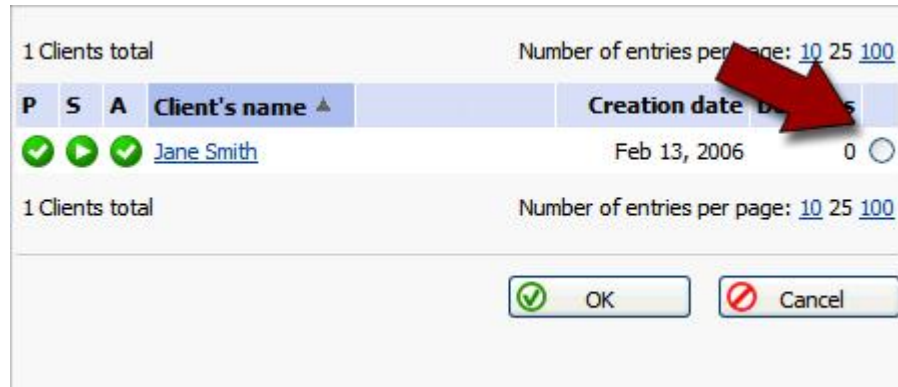 1 Clients total Number of entries per page: 10 25 100
P S A Client's name Creation date
Jane Smith Feb 13, 2006 0
1 Clients total Number of entries per page: 10 25 100
OK Cancel